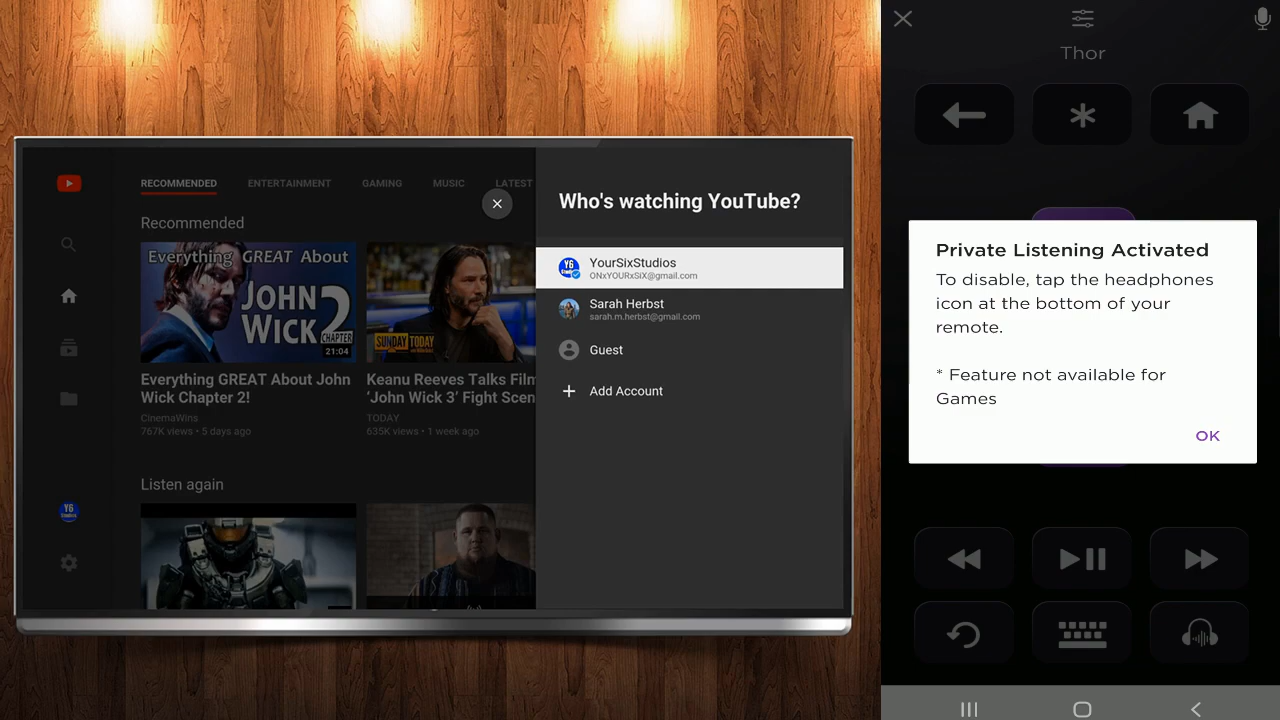 RECOMMENDED
ENTERTAINMENT
GAMING
MUSIC
LATEST
Recommended
Everything GREAT About
JOHN
WICK
2
CHAPTER
21:04
SUNDAY TODAY
Everything GREAT About John
Wick Chapter 2!
CinemaWins
767K views • 5 days ago
Keanu Reeves Talks Film
'John Wick 3' Fight Scen
TODAY
635K views • 1 week ago
Listen again
Y6
Studios
Who's watching YouTube?
Y6
YourSixStudios
ONxYOURxSiX@gmail.com
Sarah Herbst
sarah.m.herbst@gmail.com
Guest
Add Account
Thor
Private Listening Activated
To disable, tap the headphones
icon at the bottom of your
remote.
* Feature not available for
Games
OK